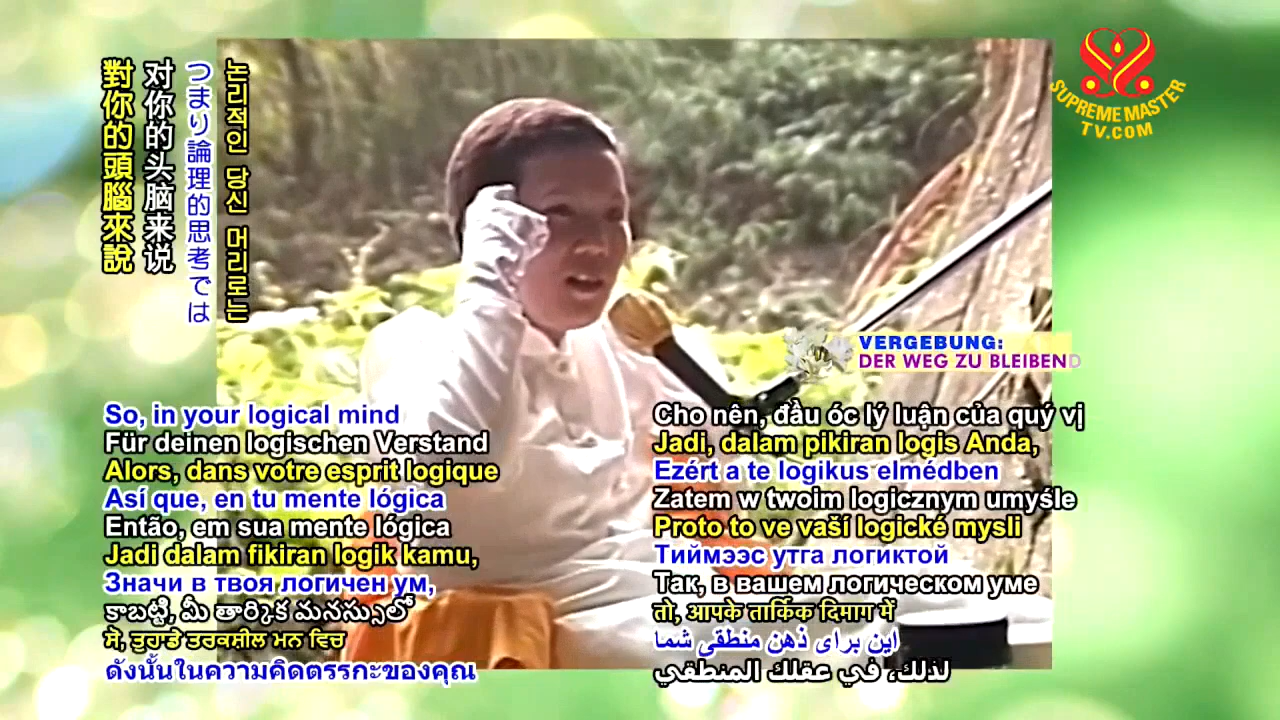 對你的頭腦來說
对你的头脑来说
つまり論理的思考では
논리적인 당신 머리로는
SUPREME MASTER
TV.COM
VERGEBUNG:
DER WEG ZU BLEIBEND
So, in your logical mind
Für deinen logischen Verstand
Alors, dans votre esprit logique
Así que, en tu mente lógica
Então, em sua mente lógica
Jadi dalam fikiran logik kamu,
Значи в твоя логичен ум,
కాబట్టి, మీ తార్కిక మనస్సులో
ਸੋ, ਤੁਹਾਡੇ ਤਰਕਸ਼ੀਲ ਮਨ ਵਿਚ
ดังนั้นในความคิดตรรกะของคุณ
Cho nên, đầu óc lý luận của quý vị
Jadi, dalam pikiran logis Anda,
Ezért a te logikus elmédben
Zatem w twoim logicznym umyśle
Proto to ve vaší logické mysli
Тиймээс утга логиктой
Так, в вашем логическом уме
तो, आपके तार्किक दिमाग में
این برای ذهن منطقی شما
لذلك، في عقلك المنطقي